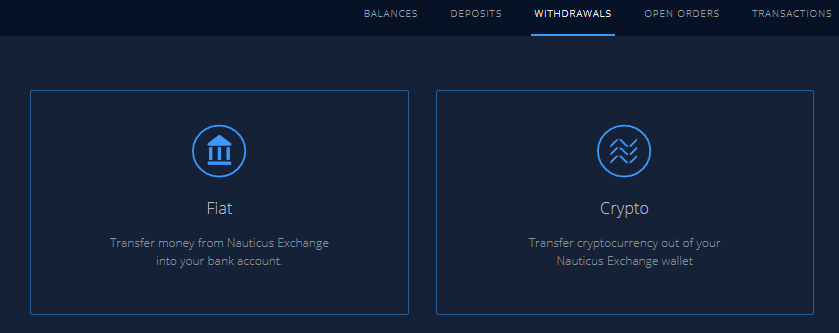 BALANCES DEPOSITS WITHDRAWALS OPEN ORDERS TRANSACTIONS
Fiat
Transfer money from Nauticus Exchange
into your bank account.
Crypto
Transfer cryptocurrency out of your
Nauticus Exchange wallet